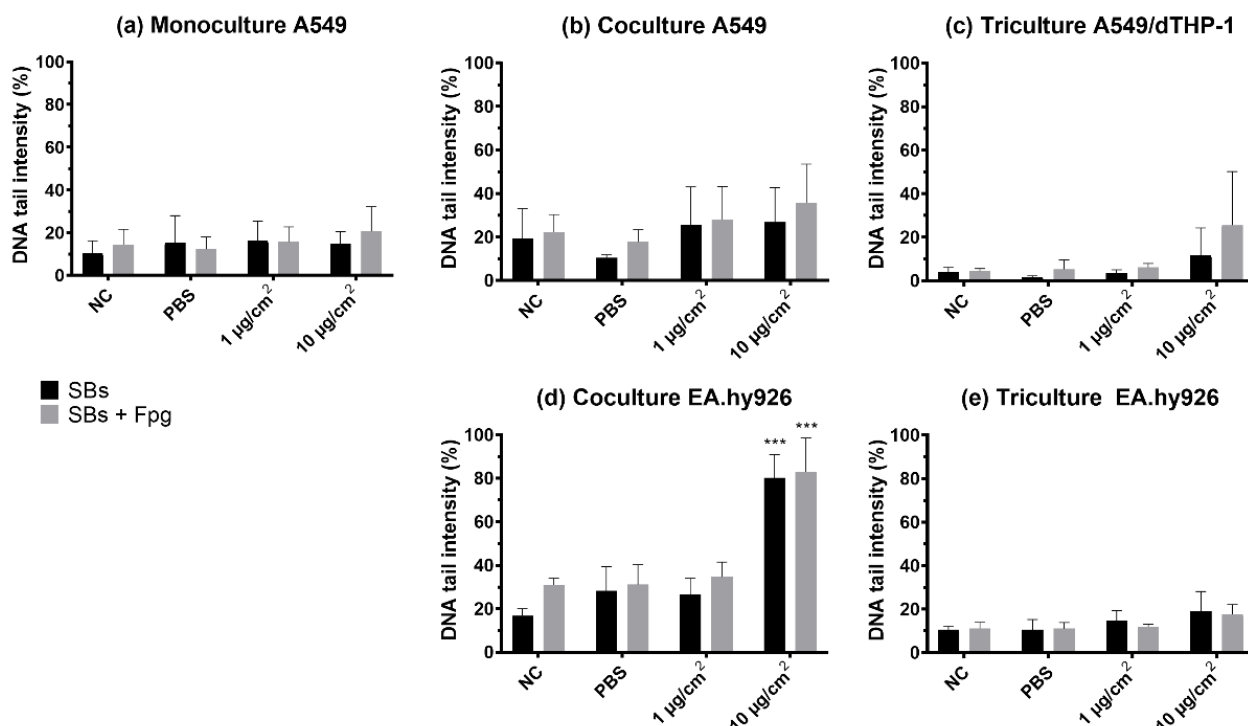 (a) Monoculture A549
DNA tail intensity (%)
100
80
60
40
20
0
NC
PBS
1 µg/cm²
10 µg/cm²
(b) Coculture A549
DNA tail intensity (%)
100
80
60
40
20
0
NC
PBS
1 µg/cm²
10 µg/cm²
(c) Triculture A549/dTHP-1
DNA tail intensity (%)
100
80
60
40
20
0
NC
PBS
1 µg/cm²
10 µg/cm²
SBs
SBs + Fpg
(d) Coculture EA.hy926
DNA tail intensity (%)
100
80
60
40
20
0
*** ***
NC
PBS
1 µg/cm²
10 µg/cm²
(e) Triculture EA.hy926
DNA tail intensity (%)
100
80
60
40
20
0
NC
PBS
1 µg/cm²
10 µg/cm²